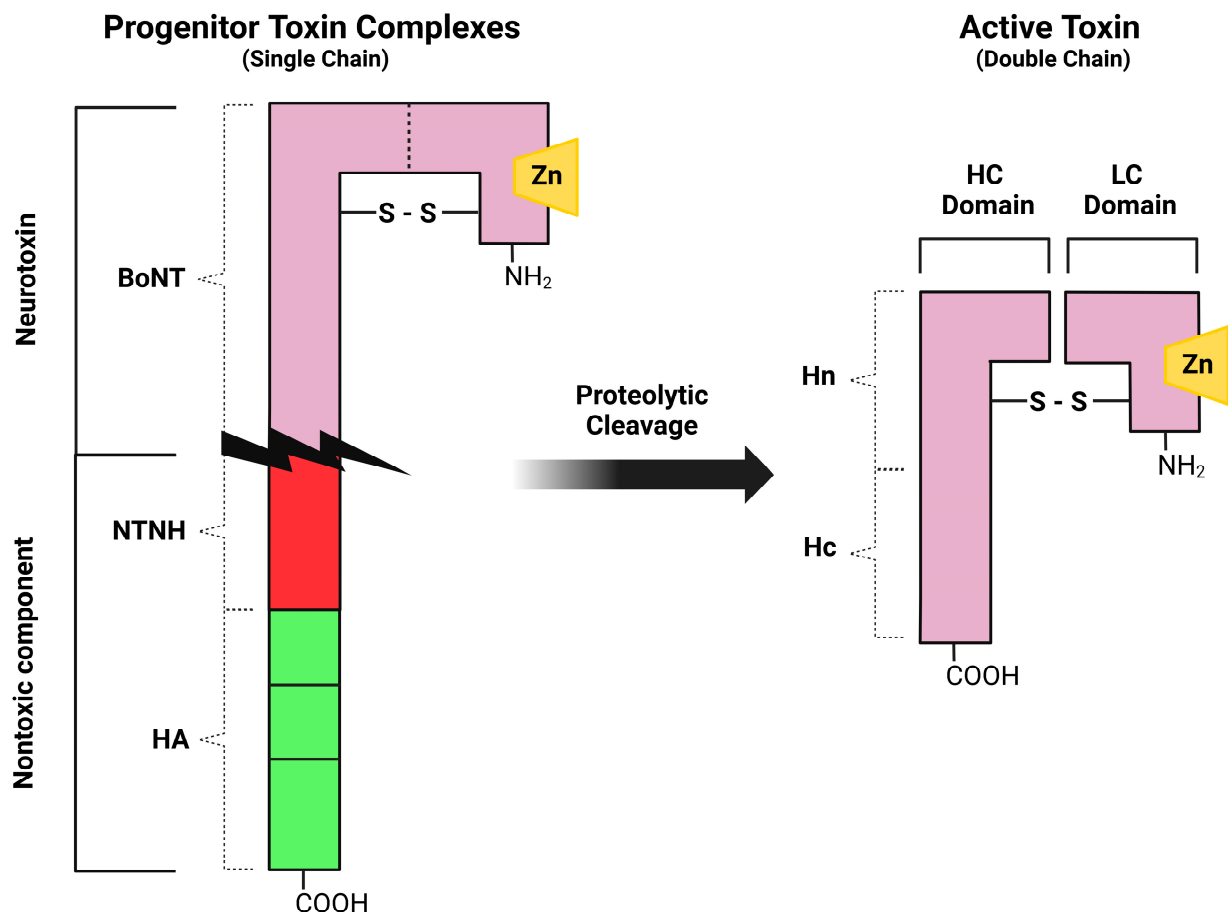 Progenitor Toxin Complexes
(Single Chain)
Active Toxin
(Double Chain)
Neurotoxin
BoNT
Zn
S - S
NH₂
HC
Domain
LC
Domain
Hn
Zn
S - S
NH₂
Proteolytic
Cleavage
Nontoxic component
NTNH
HA
COOH
Hc
COOH